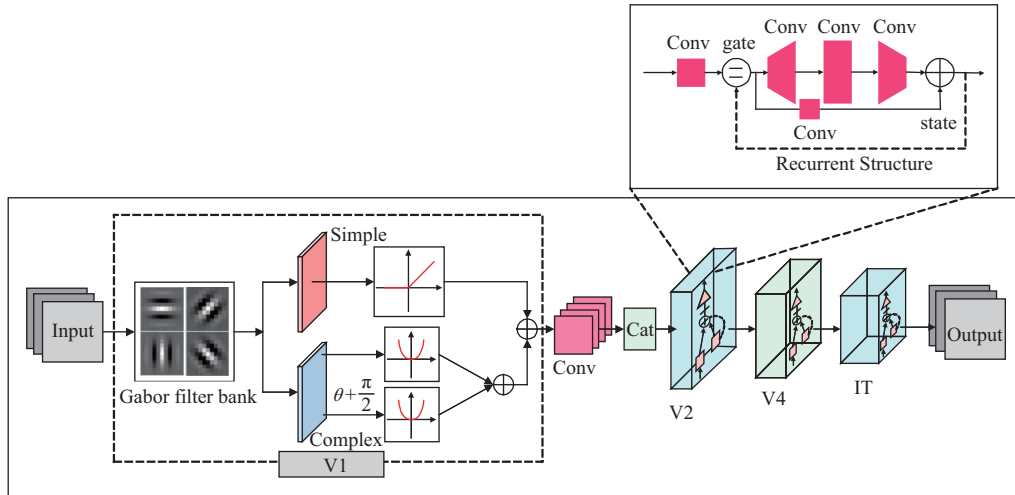 Conv Conv Conv
Conv gate
Conv
state
Recurrent Structure
Simple
Input
Cat
Output
Gabor filter bank
θ+π/2
Conv
V2
V4
IT
Complex
V1